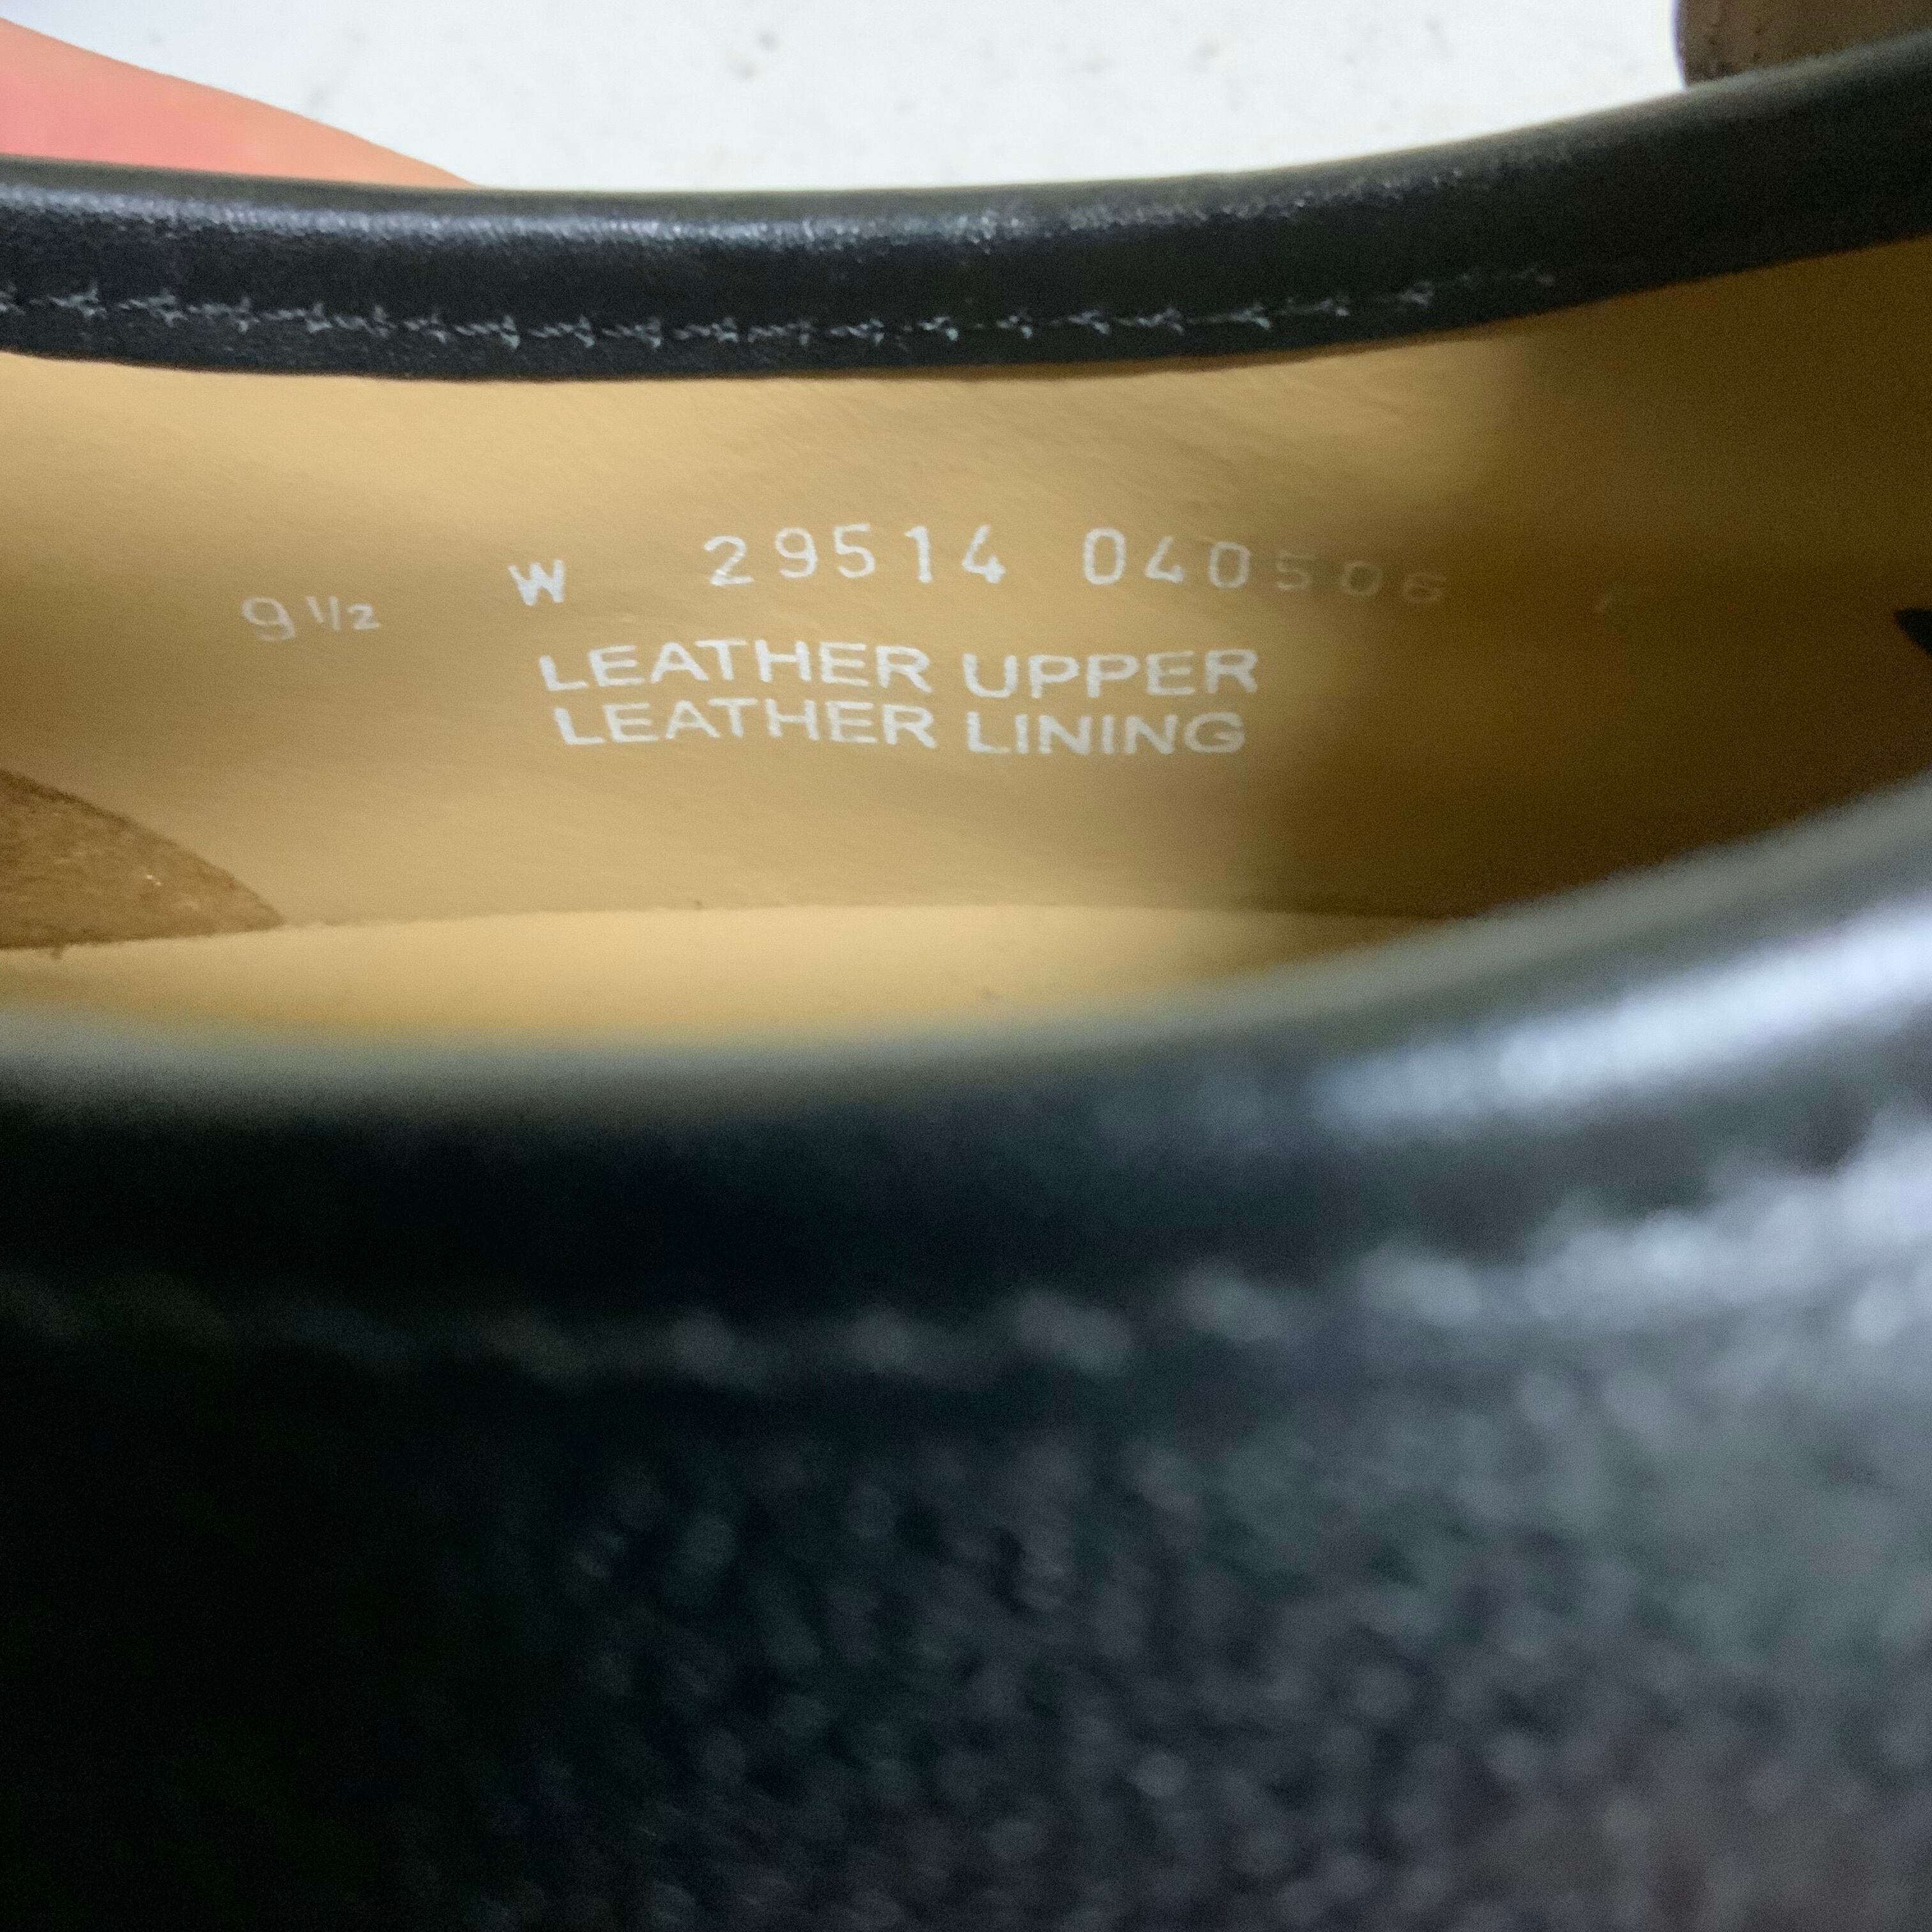 9 1/2 W 29514 040506
LEATHER UPPER
LEATHER LINING